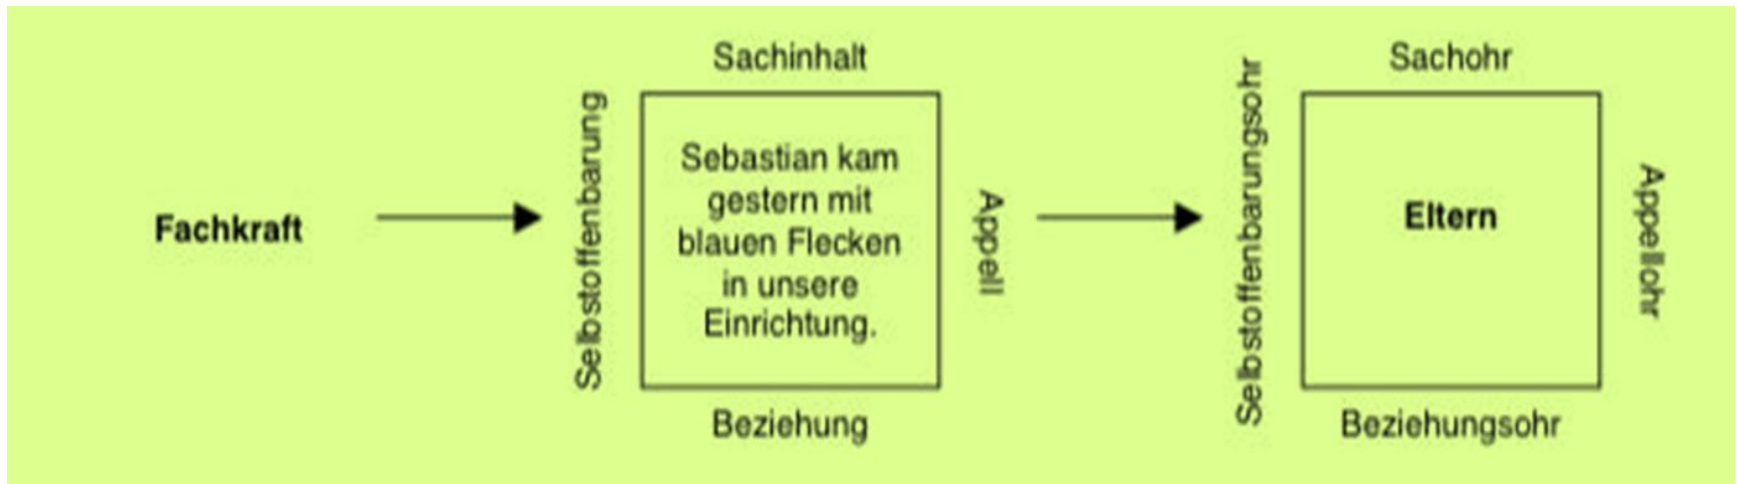 Fachkraft
Selbstoffenbarung
Sachinhalt
Sebastian kam
gestern mit
blauen Flecken
in unsere
Einrichtung.
Beziehung
Appell
Selbstoffenbarungsohr
Sachohr
Eltern
Beziehungsohr
Appellohr